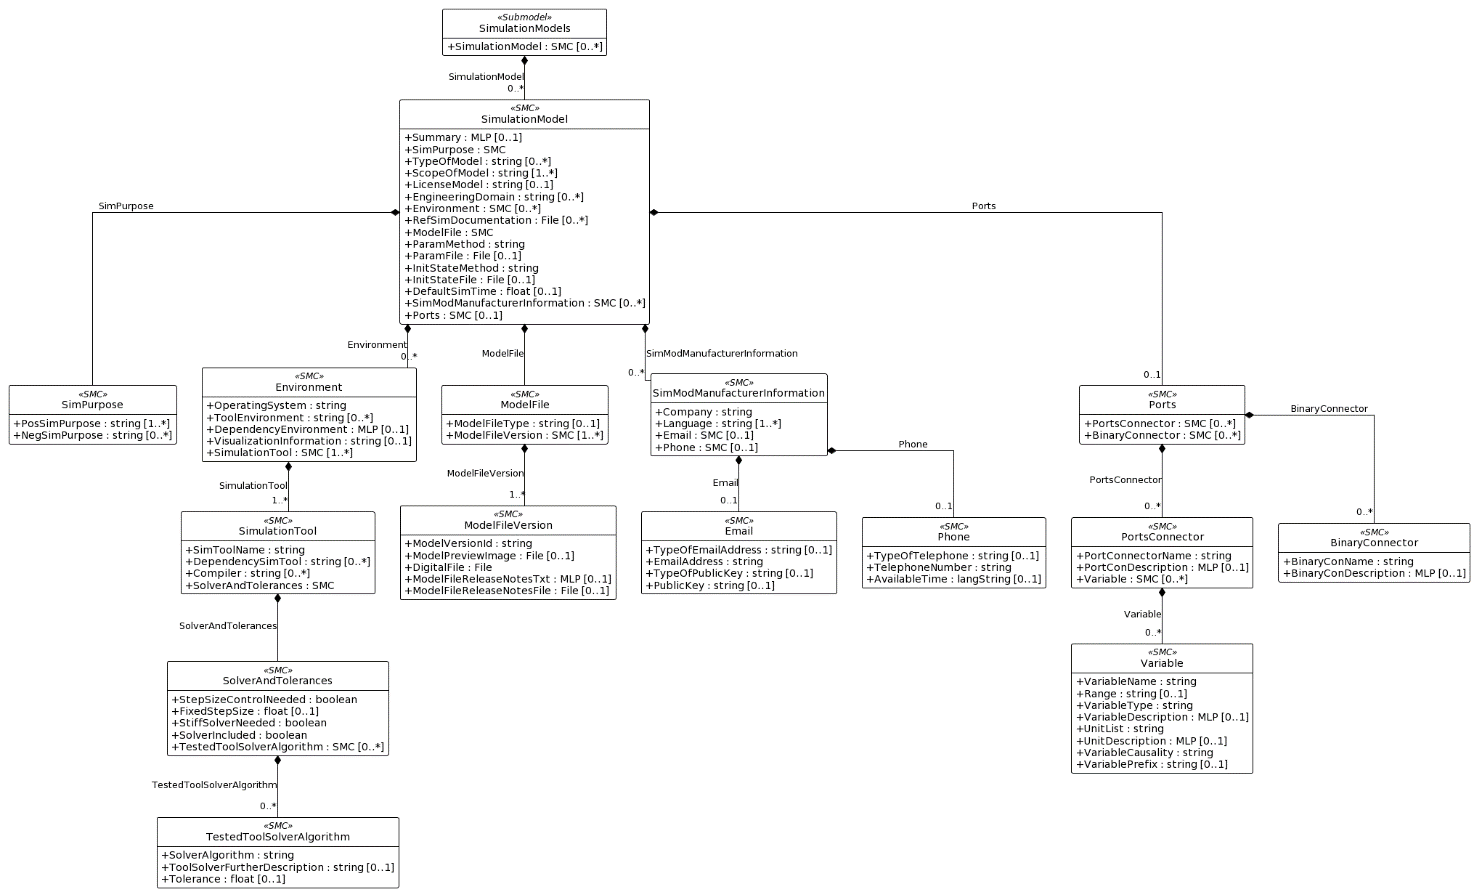 «Submodel»
SimulationModels
+SimulationModel : SMC [0..*]
SimulationModel
0..*
«SMC»
SimulationModel
+Summary : MLP [0..1]
+SimPurpose : SMC
+TypeOfModel : string [0..*]
+ScopeOfModel : string [1..*]
+LicenseModel : string [0..1]
+EngineeringDomain : string [0..*]
+Environment : SMC [0..*]
+RefSimDocumentation : File [0..*]
+ModelFile : SMC
+ParamMethod : string
+ParamFile : File [0..1]
+InitStateMethod : string
+InitStateFile : File [0..1]
+DefaultSimTime : float [0..1]
+SimModManufacturerInformation : SMC [0..*]
+Ports : SMC [0..1]
SimPurpose
«SMC»
SimPurpose
+PosSimPurpose : string [1..*]
+NegSimPurpose : string [0..*]
Environment
0..*
«SMC»
Environment
+OperatingSystem : string
+ToolEnvironment : string [0..*]
+DependencyEnvironment : MLP [0..1]
+VisualizationInformation : string [0..1]
+SimulationTool : SMC [1..*]
SimulationTool
1..*
«SMC»
SimulationTool
+SimToolName : string
+DependencySimTool : string [0..*]
+Compiler : string [0..*]
+SolverAndTolerances : SMC
SolverAndTolerances
«SMC»
SolverAndTolerances
+StepSizeControlNeeded : boolean
+FixedStepSize : float [0..1]
+StiffSolverNeeded : boolean
+SolverIncluded : boolean
+TestedToolSolverAlgorithm : SMC [0..*]
TestedToolSolverAlgorithm
0..*
«SMC»
TestedToolSolverAlgorithm
+SolverAlgorithm : string
+ToolSolverFurtherDescription : string [0..1]
+Tolerance : float [0..1]
ModelFile
«SMC»
ModelFile
+ModelFileType : string [0..1]
+ModelFileVersion : SMC [1..*]
ModelFileVersion
1..*
«SMC»
ModelFileVersion
+ModelVersionId : string
+ModelPreviewImage : File [0..1]
+DigitalFile : File
+ModelFileReleaseNotesTxt : MLP [0..1]
+ModelFileReleaseNotesFile : File [0..1]
SimModManufacturerInformation
0..*
«SMC»
SimModManufacturerInformation
+Company : string
+Language : string [1..*]
+Email : SMC [0..1]
+Phone : SMC [0..1]
Email
0..1
«SMC»
Email
+TypeOfEmailAddress : string [0..1]
+EmailAddress : string
+TypeOfPublicKey : string [0..1]
+PublicKey : string [0..1]
Phone
0..1
«SMC»
Phone
+TypeOfTelephone : string [0..1]
+TelephoneNumber : string
+AvailableTime : langString [0..1]
Ports
0..1
«SMC»
Ports
+PortsConnector : SMC [0..*]
+BinaryConnector : SMC [0..*]
PortsConnector
0..*
«SMC»
PortsConnector
+PortConnectorName : string
+PortConDescription : MLP [0..1]
+Variable : SMC [0..*]
Variable
0..*
«SMC»
Variable
+VariableName : string
+Range : string [0..1]
+VariableType : string
+VariableDescription : MLP [0..1]
+UnitList : string
+UnitDescription : MLP [0..1]
+VariableCausality : string
+VariablePrefix : string [0..1]
BinaryConnector
0..*
«SMC»
BinaryConnector
+BinaryConName : string
+BinaryConDescription : MLP [0..1]